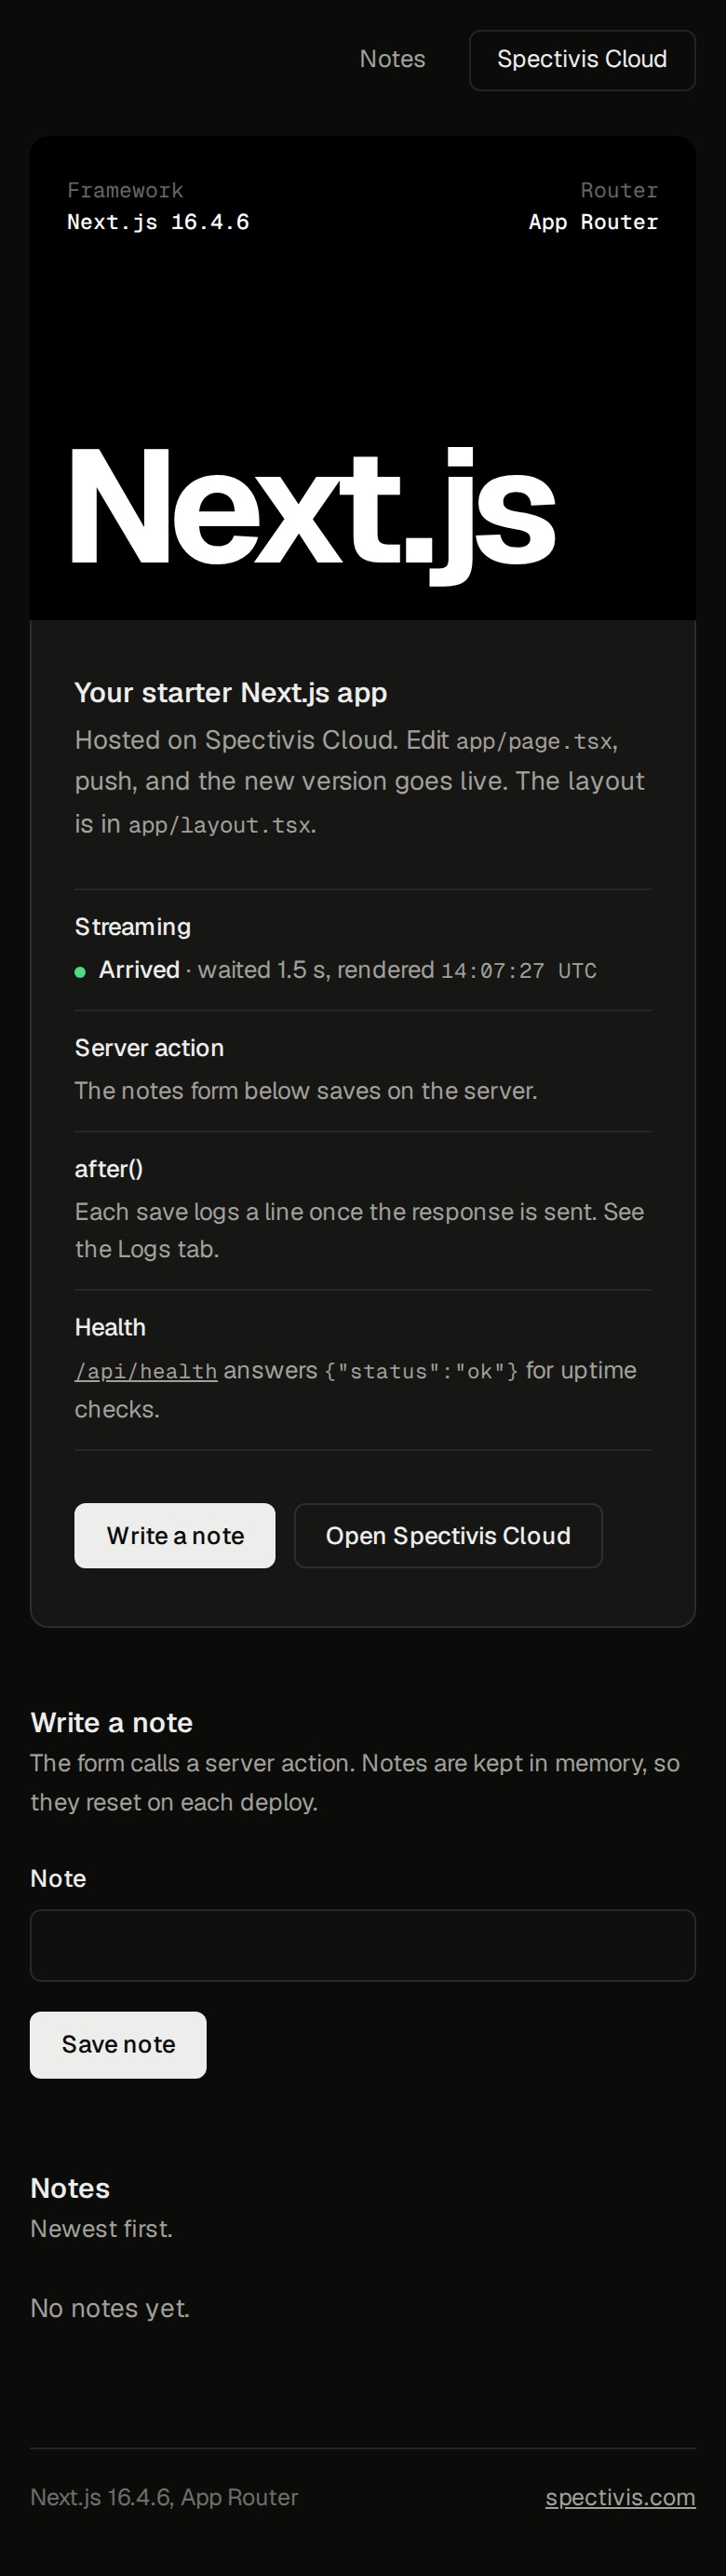 Notes
Spectivis Cloud
Framework
Router
Next.js 16.4.6
App Router
Next.js
Your starter Next.js app
Hosted on Spectivis Cloud. Edit app/page.tsx,
push, and the new version goes live. The layout
is in app/layout.tsx.
Streaming
Arrived · waited 1.5 s, rendered 14:07:27 UTC
Server action
The notes form below saves on the server.
after()
Each save logs a line once the response is sent. See
the Logs tab.
Health
/api/health answers {"status":"ok"} for uptime
checks.
Write a note
Open Spectivis Cloud
Write a note
The form calls a server action. Notes are kept in memory, so
they reset on each deploy.
Note
Save note
Notes
Newest first.
No notes yet.
Next.js 16.4.6, App Router
spectivis.com